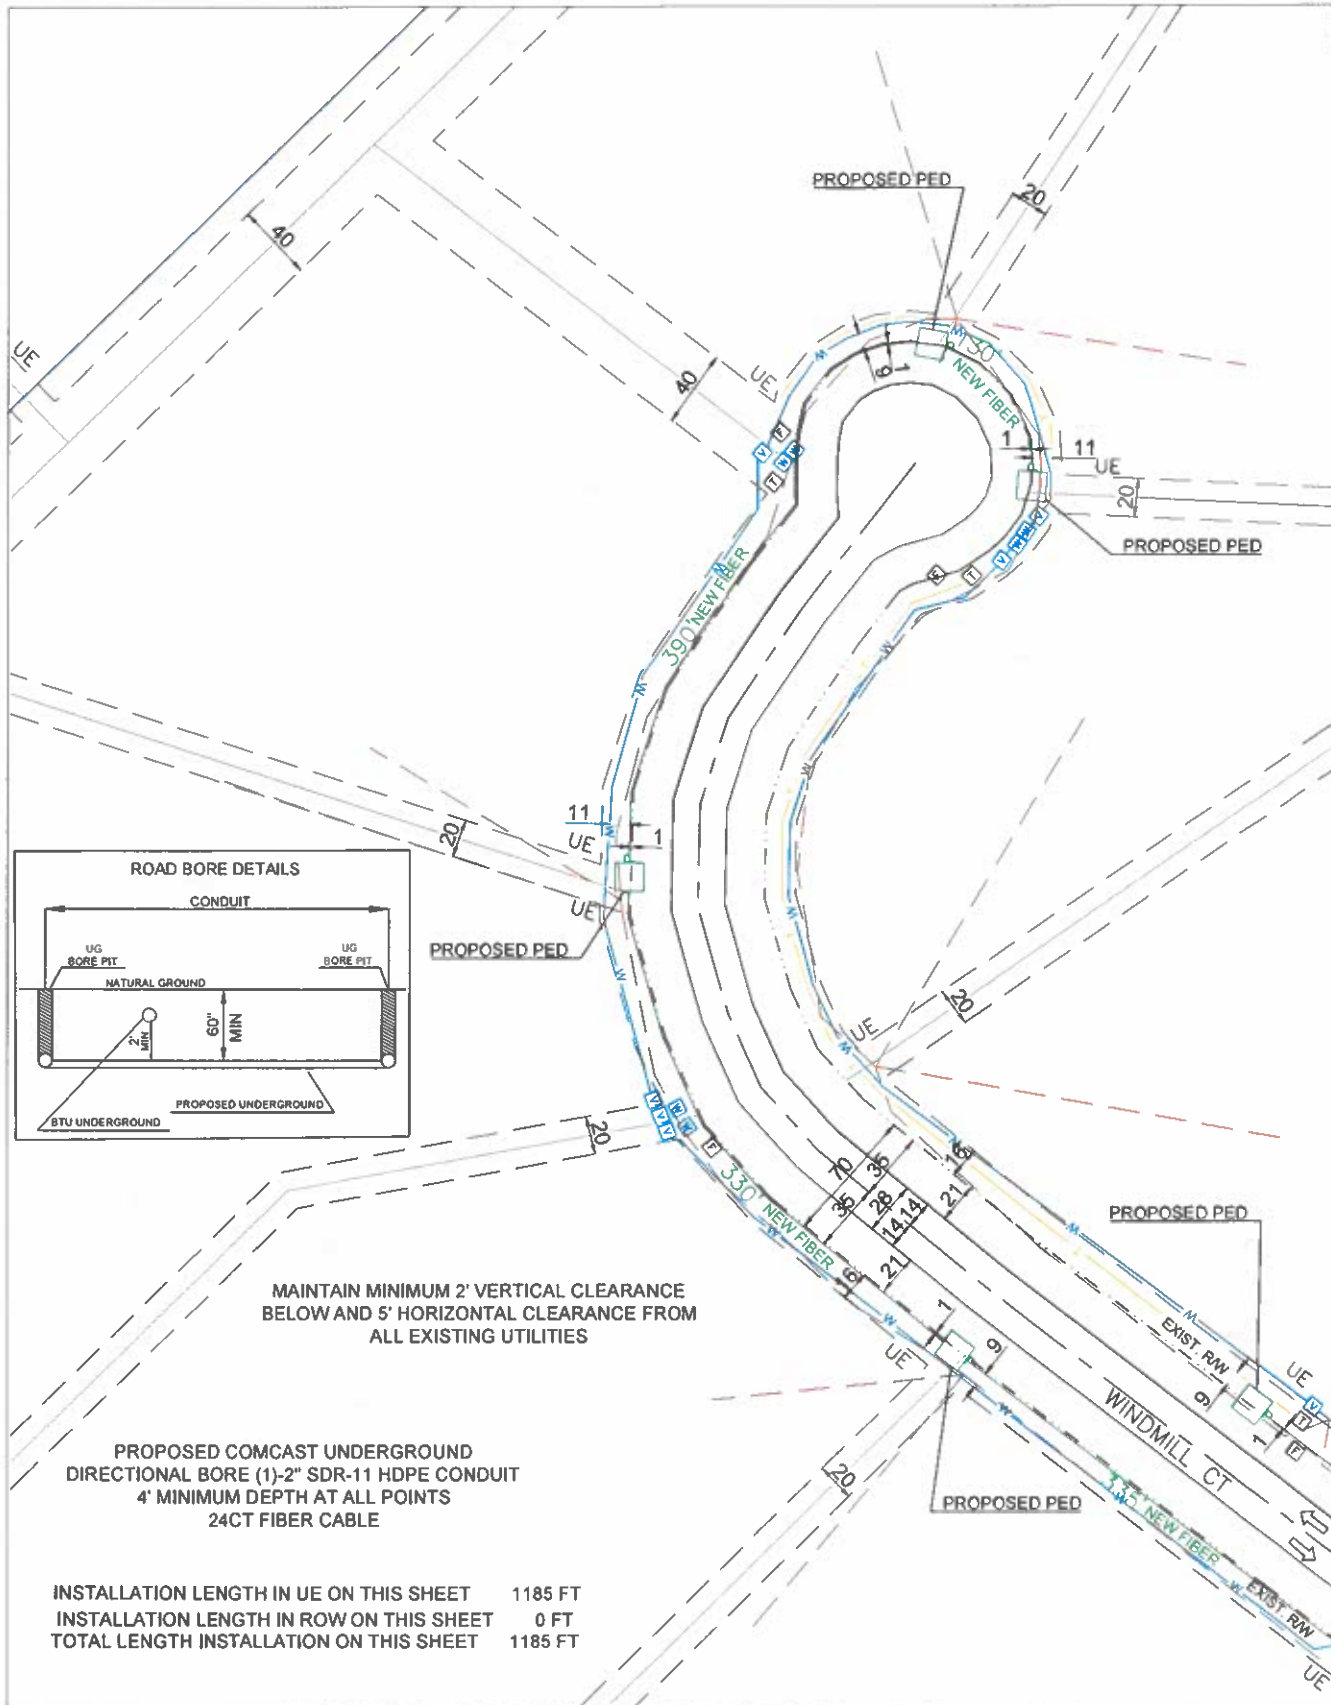 PROPOSED PED
20
40
UE
40
UE
130'
NEW FIBER
9
1
F
V
W
W
T
1
11
UE
20
V
W
W
V
PROPOSED PED
F
T
390' NEW FIBER
W
W
W
W
11
UE
1
20
P
UE
PROPOSED PED
ROAD BORE DETAILS
CONDUIT
UG
BORE PIT
UG
BORE PIT
NATURAL GROUND
2'
MIN
60"
MIN
PROPOSED UNDERGROUND
BTU UNDERGROUND
20
UE
W
W
20
V
V
V
W
W
F
330' NEW FIBER
70
35
35
28
14
14
16
21
21
9
1
9
PROPOSED PED
MAINTAIN MINIMUM 2' VERTICAL CLEARANCE
BELOW AND 5' HORIZONTAL CLEARANCE FROM
ALL EXISTING UTILITIES
UE
EXIST. R/W
UE
V
T
F
9
1
WINDMILL CT
PROPOSED COMCAST UNDERGROUND
DIRECTIONAL BORE (1)-2" SDR-11 HDPE CONDUIT
4' MINIMUM DEPTH AT ALL POINTS
24CT FIBER CABLE
20
PROPOSED PED
335' NEW FIBER
EXIST. R/W
UE
INSTALLATION LENGTH IN UE ON THIS SHEET 1185 FT
INSTALLATION LENGTH IN ROW ON THIS SHEET 0 FT
TOTAL LENGTH INSTALLATION ON THIS SHEET 1185 FT